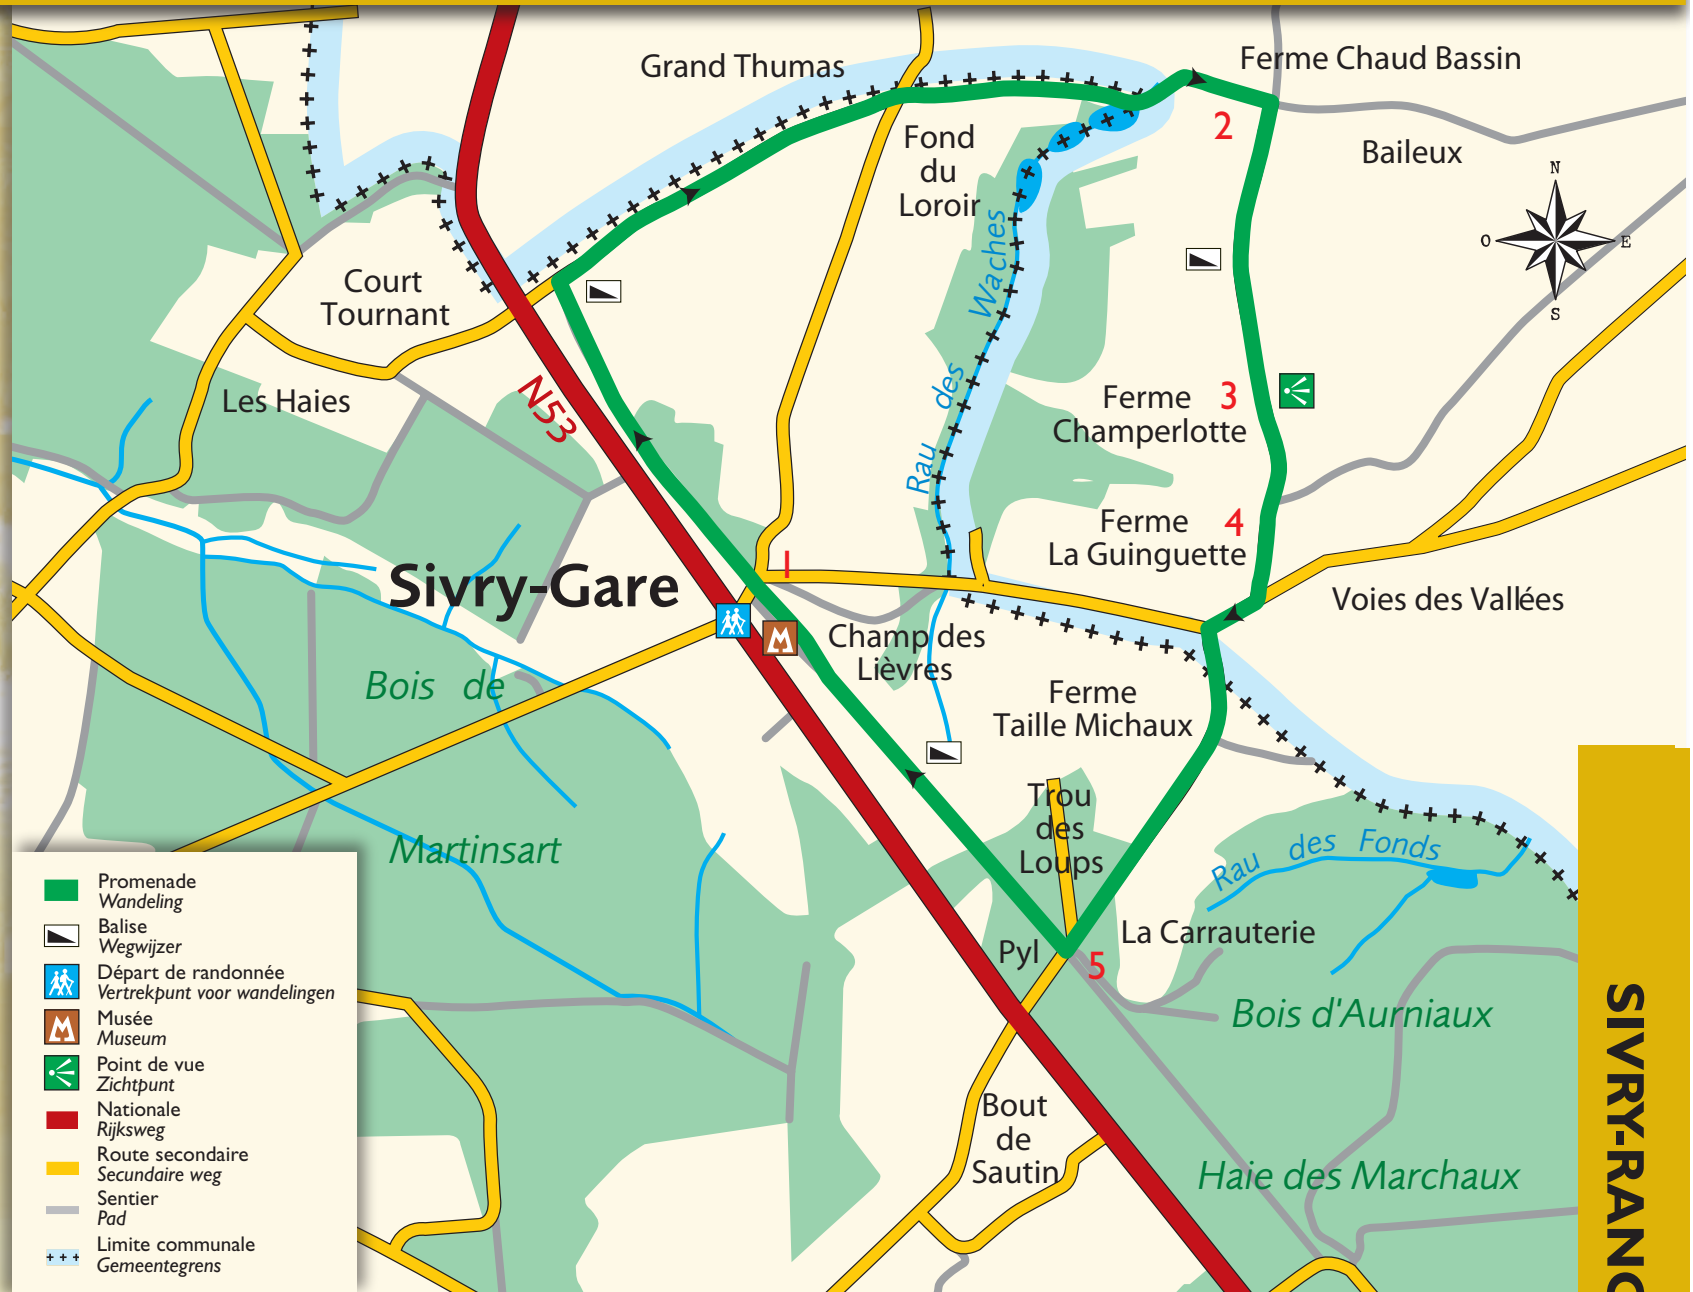 Grand Thumas
Ferme Chaud Bassin
2
Fond
du
Loroir
Baileux
N
O
E
S
Court
Tournant
Rau des Waches
N53
Les Haies
Ferme
Champerlotte
3
Ferme
La Guinguette
4
1
Sivry-Gare
Voies des Vallées
Champ des
Lièvres
Bois de
Martinsart
Ferme
Taille Michaux
Trou
des
Loups
Rau des Fonds
Pyl
5
La Carrauterie
Bois d'Aurniaux
Bout
de
Sautin
Haie des Marchaux
SIVRY-RANC
Promenade
Wandeling
Balise
Wegwijzer
Départ de randonnée
Vertrekpunt voor wandelingen
Musée
Museum
Point de vue
Zichtpunt
Nationale
Rijksweg
Route secondaire
Secundaire weg
Sentier
Pad
Limite communale
Gemeentegrens